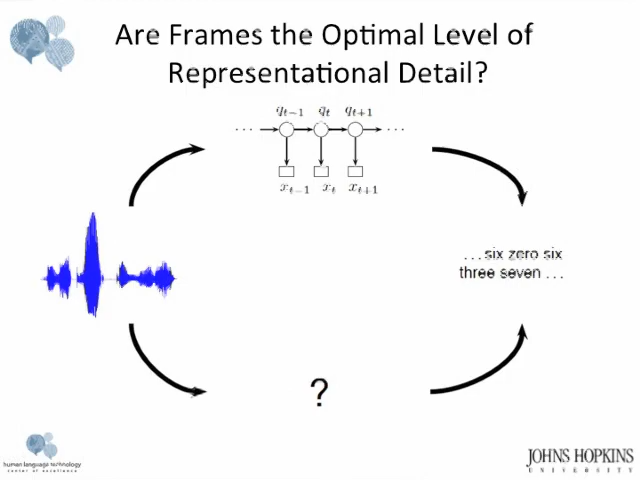 Are Frames the Optimal Level of
Representational Detail?
q_{t-1} q_t q_{t+1}
... ...
x_{t-1} x_t x_{t+1}
...six zero six
three seven ...
?
human language technology
center of excellence
JOHNS HOPKINS
UNIVERSITY